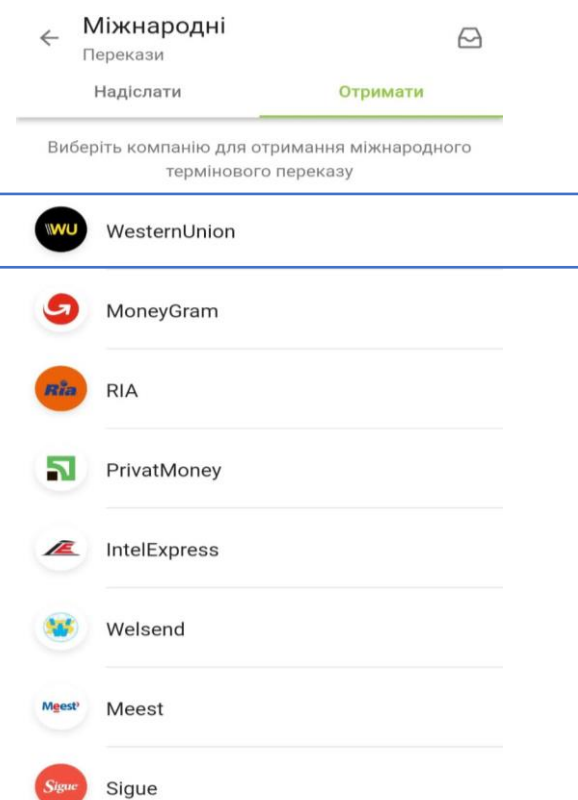 Міжнародні
Перекази
Надіслати
Отримати
Виберіть компанію для отримання міжнародного
термінового переказу
WU
WesternUnion
MoneyGram
Ria
RIA
PrivatMoney
IntelExpress
Welsend
Meest
Meest
Sigue
Sigue